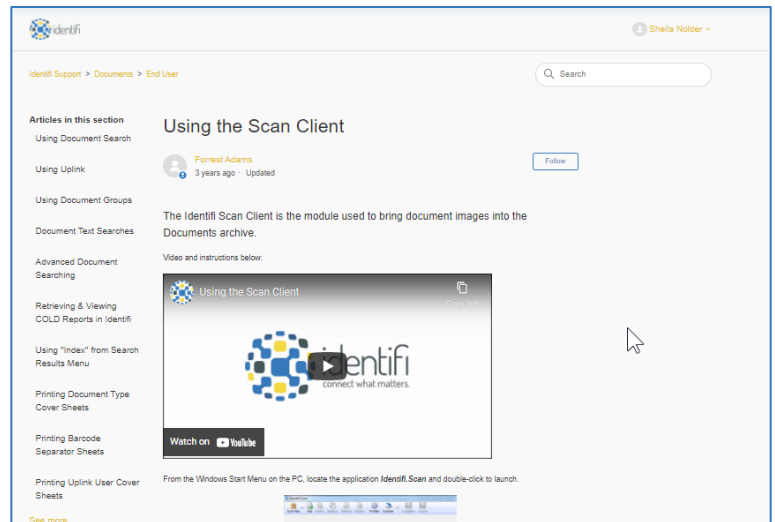 identifi
Sheila Nolder
Identifi Support > Documents > End User
Search
Articles in this section
Using Document Search
Using Uplink
Using Document Groups
Document Text Searches
Advanced Document
Searching
Retrieving & Viewing
COLD Reports in Identifi
Using "Index" from Search
Results Menu
Printing Document Type
Cover Sheets
Printing Barcode
Separator Sheets
Printing Uplink User Cover
Sheets
See more
Using the Scan Client
Forrest Adams
3 years ago · Updated
Follow
The Identifi Scan Client is the module used to bring document images into the
Documents archive.
Video and instructions below:
Using the Scan Client
Copy link
identifi
connect what matters.
Watch on YouTube
From the Windows Start Menu on the PC, locate the application Identifi.Scan and double-click to launch.